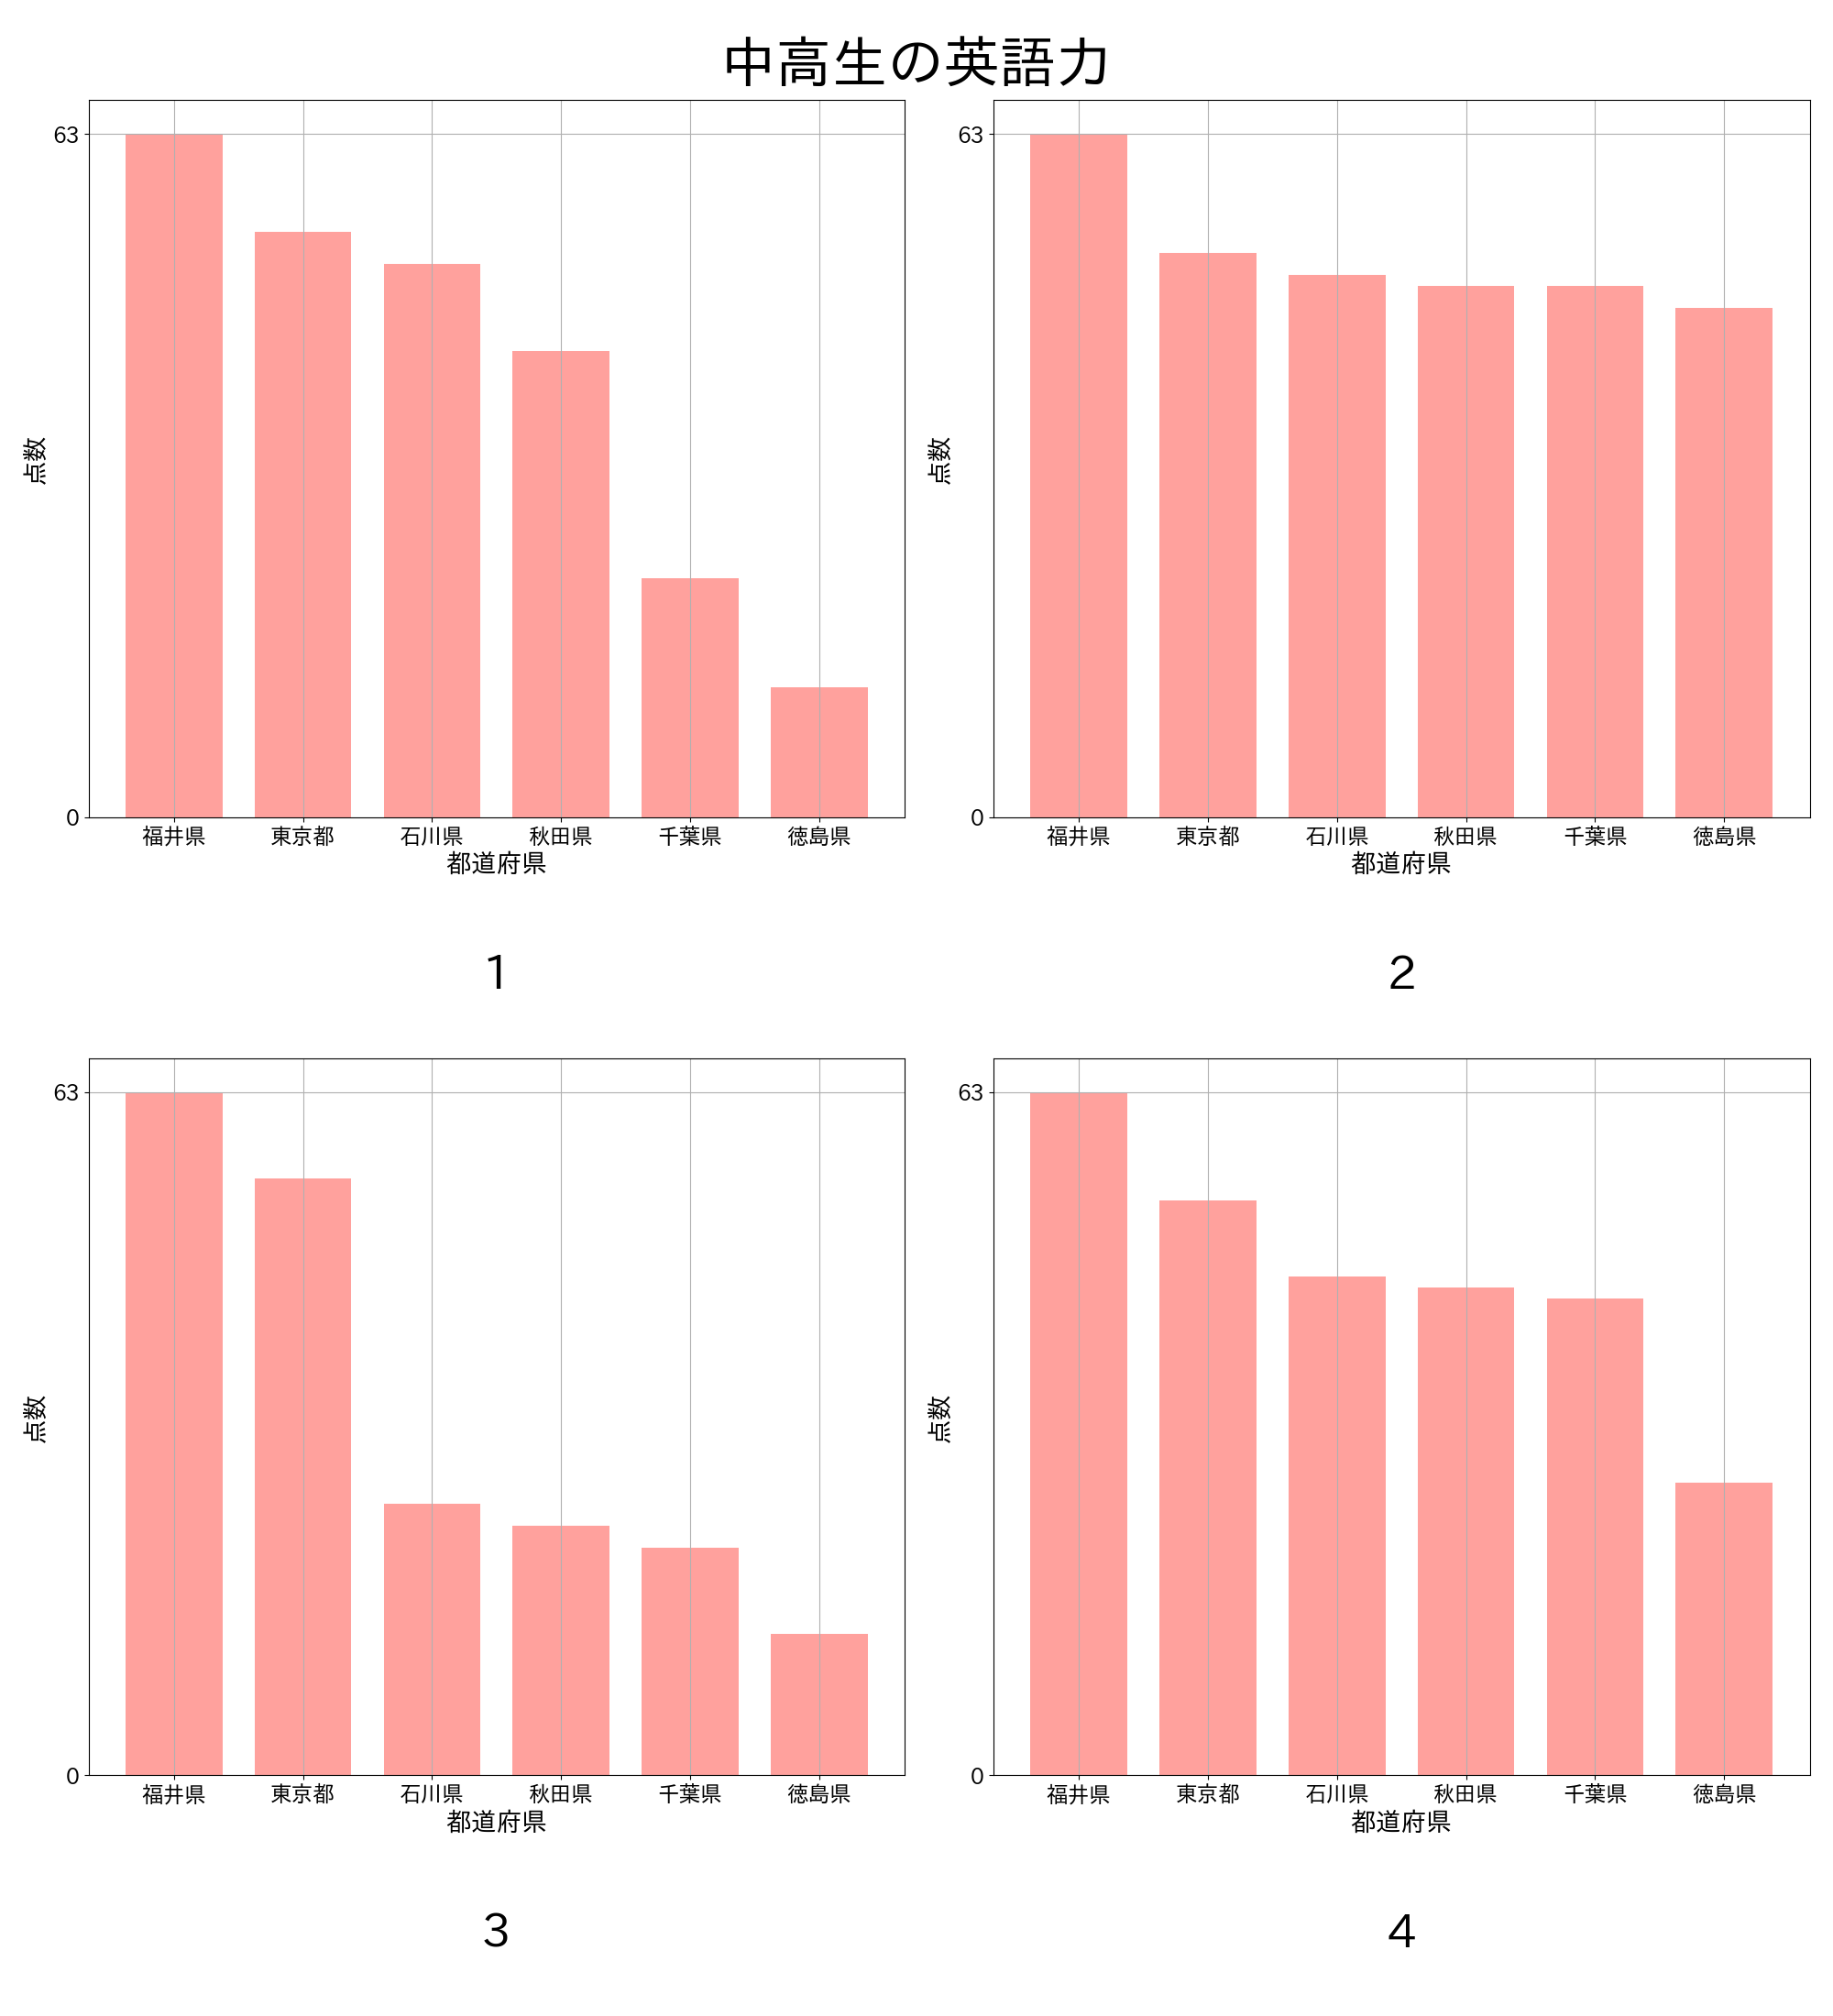 中高生の英語力
63
点数
0
福井県 東京都 石川県 秋田県 千葉県 徳島県
都道府県
1
63
点数
0
福井県 東京都 石川県 秋田県 千葉県 徳島県
都道府県
2
63
点数
0
福井県 東京都 石川県 秋田県 千葉県 徳島県
都道府県
3
63
点数
0
福井県 東京都 石川県 秋田県 千葉県 徳島県
都道府県
4